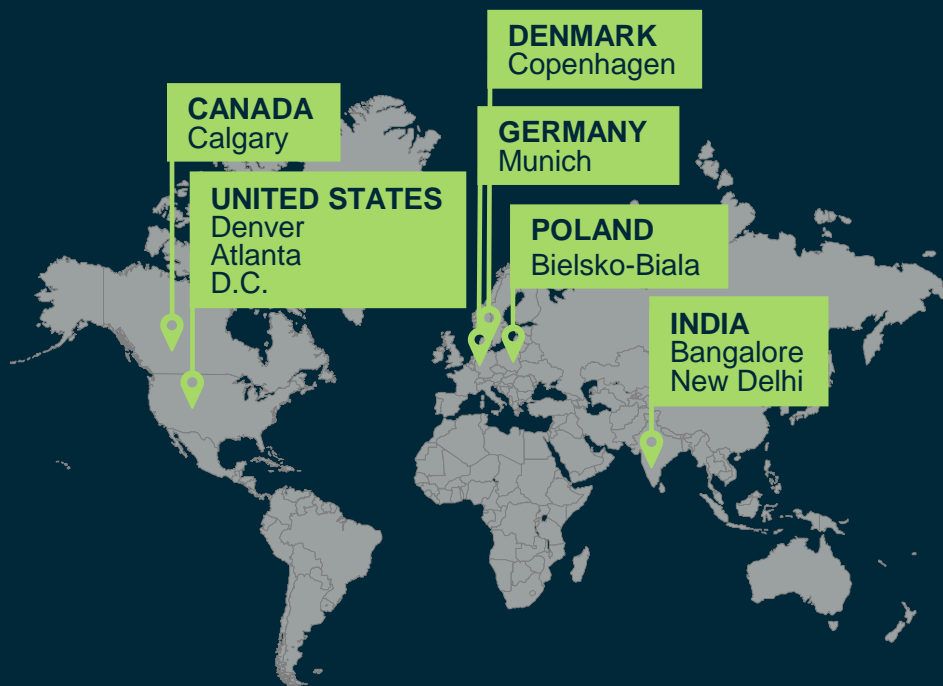 DENMARK
Copenhagen
CANADA
Calgary
GERMANY
Munich
UNITED STATES
Denver
Atlanta
D.C.
POLAND
Bielsko-Biala
INDIA
Bangalore
New Delhi